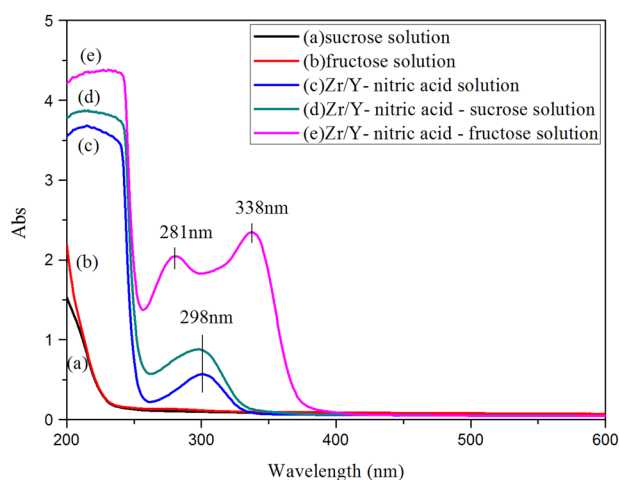 5
4
3
2
1
0
Abs
200
300
400
500
600
Wavelength (nm)
(a)sucrose solution
(b)fructose solution
(c)Zr/Y- nitric acid solution
(d)Zr/Y- nitric acid - sucrose solution
(e)Zr/Y- nitric acid - fructose solution
(e)
(d)
(c)
(b)
(a)
281nm
338nm
298nm